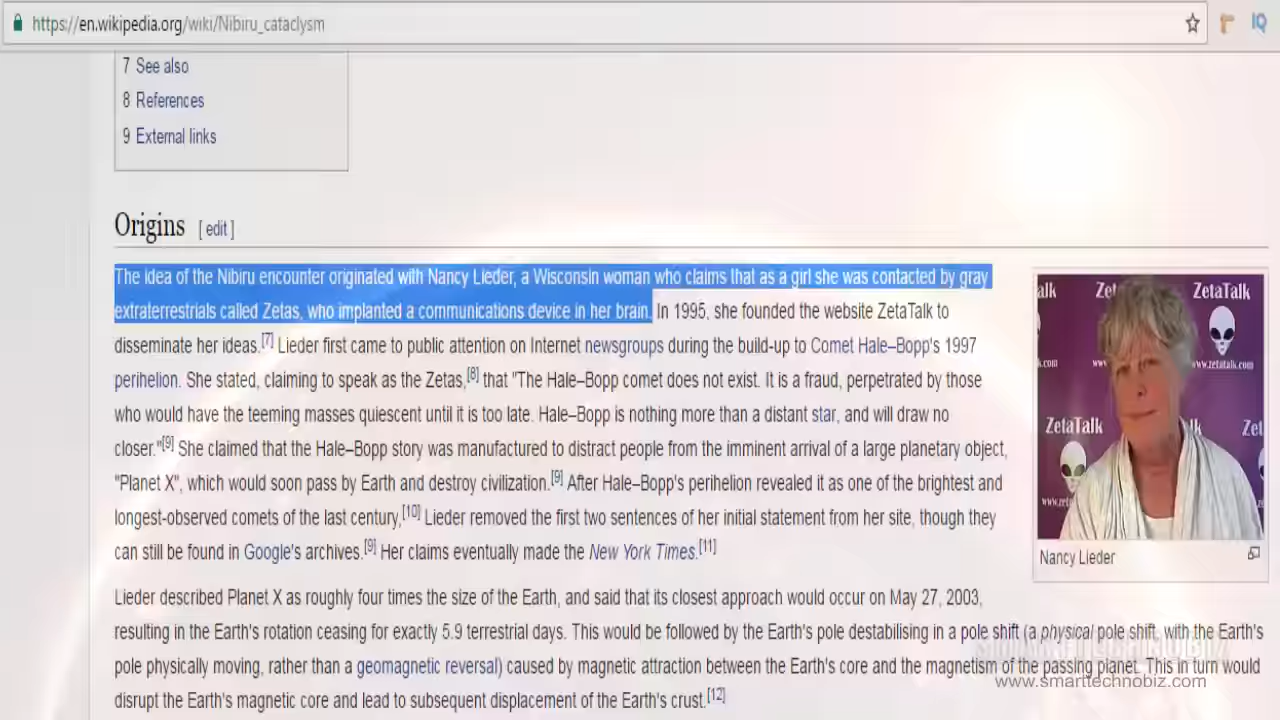 https://en.wikipedia.org/wiki/Nibiru_cataclysm
7 See also
8 References
9 External links
Origins [ edit ]
The idea of the Nibiru encounter originated with Nancy Lieder, a Wisconsin woman who claims that as a girl she was contacted by gray
extraterrestrials called Zetas, who implanted a communications device in her brain. In 1995, she founded the website ZetaTalk to
disseminate her ideas.[7] Lieder first came to public attention on Internet newsgroups during the build-up to Comet Hale–Bopp's 1997
perihelion. She stated, claiming to speak as the Zetas,[8] that "The Hale–Bopp comet does not exist. It is a fraud, perpetrated by those
who would have the teeming masses quiescent until it is too late. Hale–Bopp is nothing more than a distant star, and will draw no
closer."[9] She claimed that the Hale–Bopp story was manufactured to distract people from the imminent arrival of a large planetary object,
"Planet X", which would soon pass by Earth and destroy civilization.[9] After Hale–Bopp's perihelion revealed it as one of the brightest and
longest-observed comets of the last century,[10] Lieder removed the first two sentences of her initial statement from her site, though they
can still be found in Google's archives.[9] Her claims eventually made the New York Times.[11]
alk Zet ZetaTalk
k.com www www.zetatalk.com
ZetaTalk lk Zet
www.ze
Nancy Lieder
Lieder described Planet X as roughly four times the size of the Earth, and said that its closest approach would occur on May 27, 2003,
resulting in the Earth's rotation ceasing for exactly 5.9 terrestrial days. This would be followed by the Earth's pole destabilising in a pole shift (a physical pole shift, with the Earth's
pole physically moving, rather than a geomagnetic reversal) caused by magnetic attraction between the Earth's core and the magnetism of the passing planet. This in turn would
disrupt the Earth's magnetic core and lead to subsequent displacement of the Earth's crust.[12]
www.smarttechnobiz.com